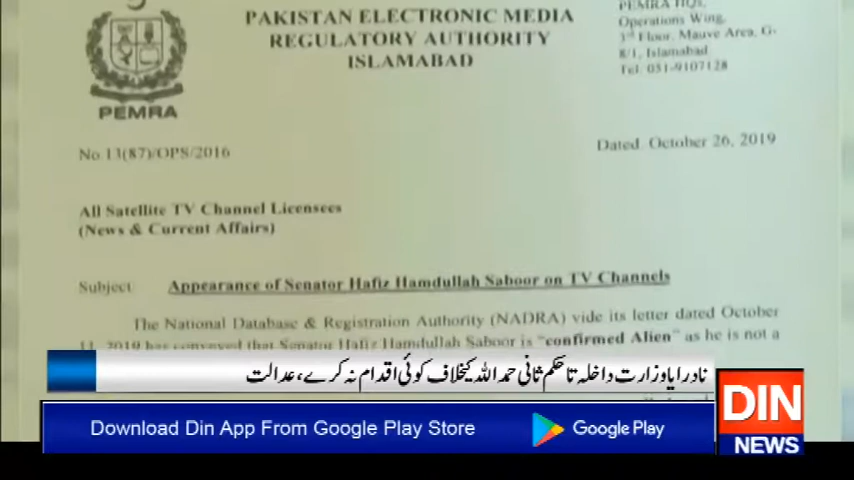 PAKISTAN ELECTRONIC MEDIA
REGULATORY AUTHORITY
ISLAMABAD
PEMRA HQs,
Operations Wing,
3rd Floor, Mauve Area, G-
8/1, Islamabad
Tel: 051-9107128
PEMRA
No 13(87)/OPS/2016
Dated. October 26, 2019
All Satellite TV Channel Licensees
(News & Current Affairs)
Subject: Appearance of Senator Hafiz Hamdullah Saboor on TV Channels
The National Database & Registration Authority (NADRA) vide its letter dated October
11, 2019 has conveyed that Senator Hafiz Hamdullah Saboor is "confirmed Alien" as he is not a
نادرا یا وزارت داخلہ تا حکم ثانی حمد اللہ کیخلاف کوئی اقدام نہ کرے، عدالت
Download Din App From Google Play Store
Google Play
DIN
NEWS